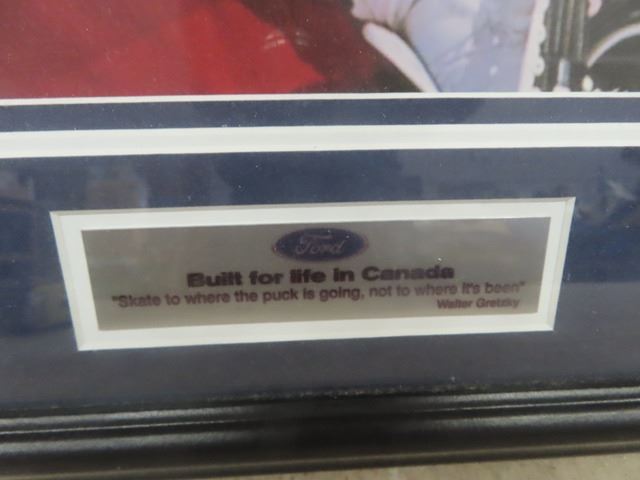 Ford
Built for life in Canada
"Skate to where the puck is going, not to where it's been"
Walter Gretzky